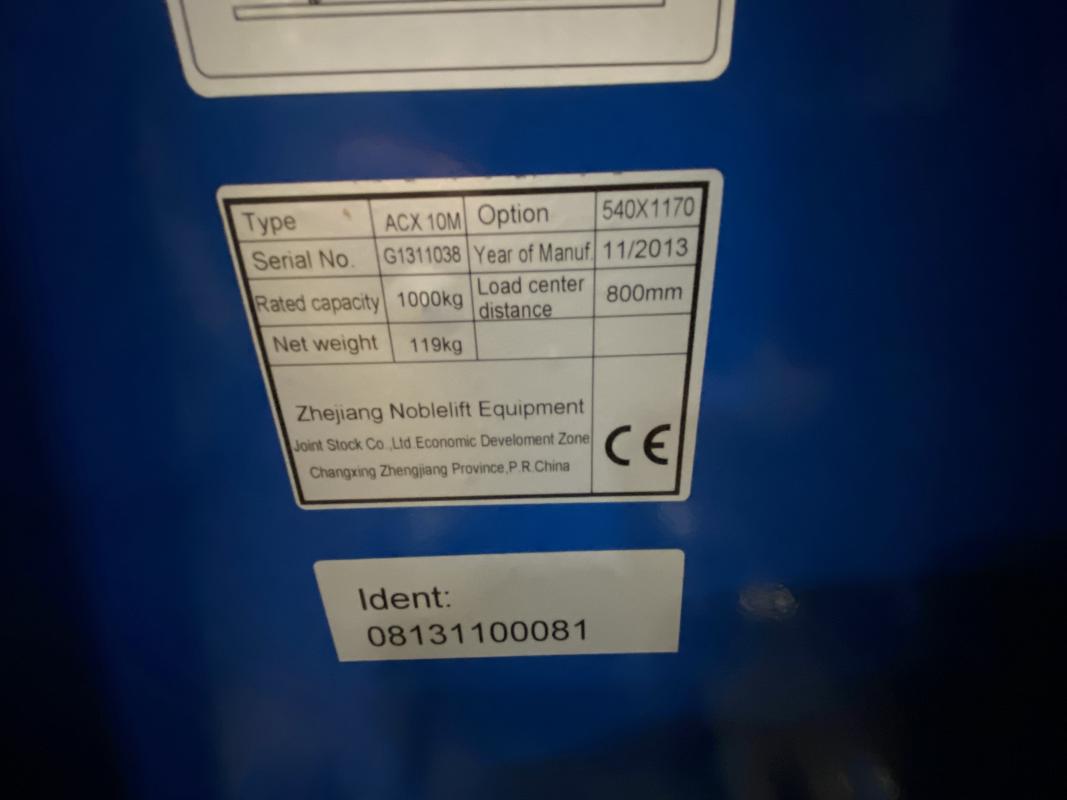 Type ACX 10M Option 540X1170
Serial No. G1311038 Year of Manuf. 11/2013
Rated capacity 1000kg Load center distance 800mm
Net weight 119kg
Zhejiang Noblelift Equipment
Joint Stock Co.,Ltd.Economic Develoment Zone
Changxing Zhengjiang Province,P.R.China
CE
Ident:
08131100081